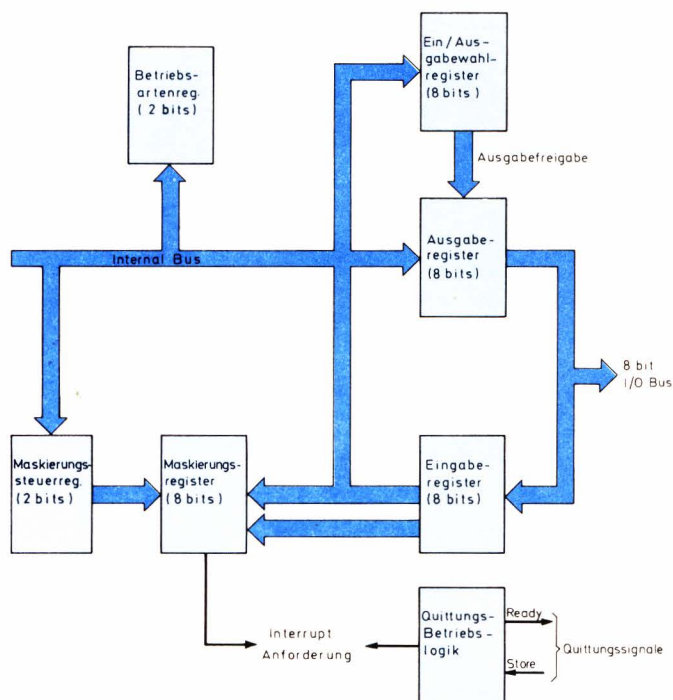 Betriebs-
artenreg.
( 2 bits)
Ein / Aus-
gabewahl-
register
(8 bits)
Ausgabefreigabe
Internal Bus
Ausgabe-
register
(8 bits)
8 bit
I/O Bus
Maskierungs-
steuerreg.
(2 bits)
Maskierungs-
register
(8 bits)
Eingabe-
register
(8 bits)
Interrupt
Anforderung
Quittungs-
Betriebs-
logik
Ready
Store
Quittungssignale